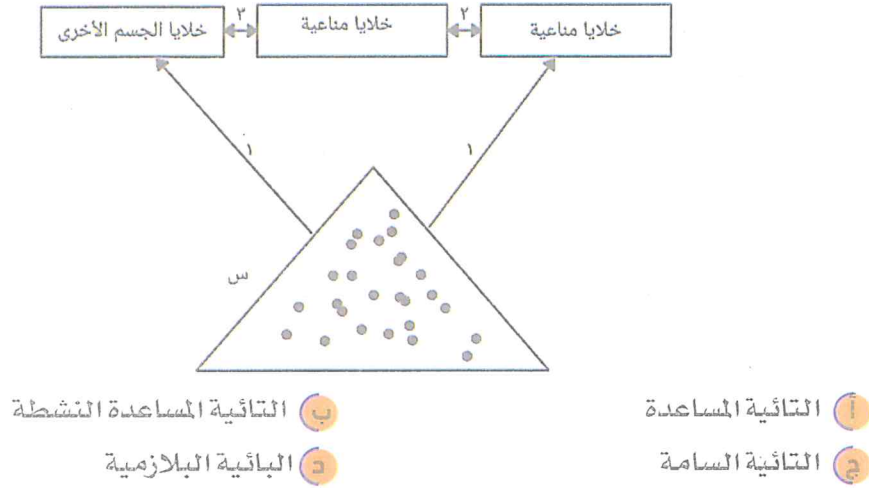 ٢
٣
خلايا مناعية
خلايا مناعية
خلايا الجسم الأخرى
١
١
س
أ التائية المساعدة
ب التائية المساعدة النشطة
ج التائية السامة
د البائية البلازمية